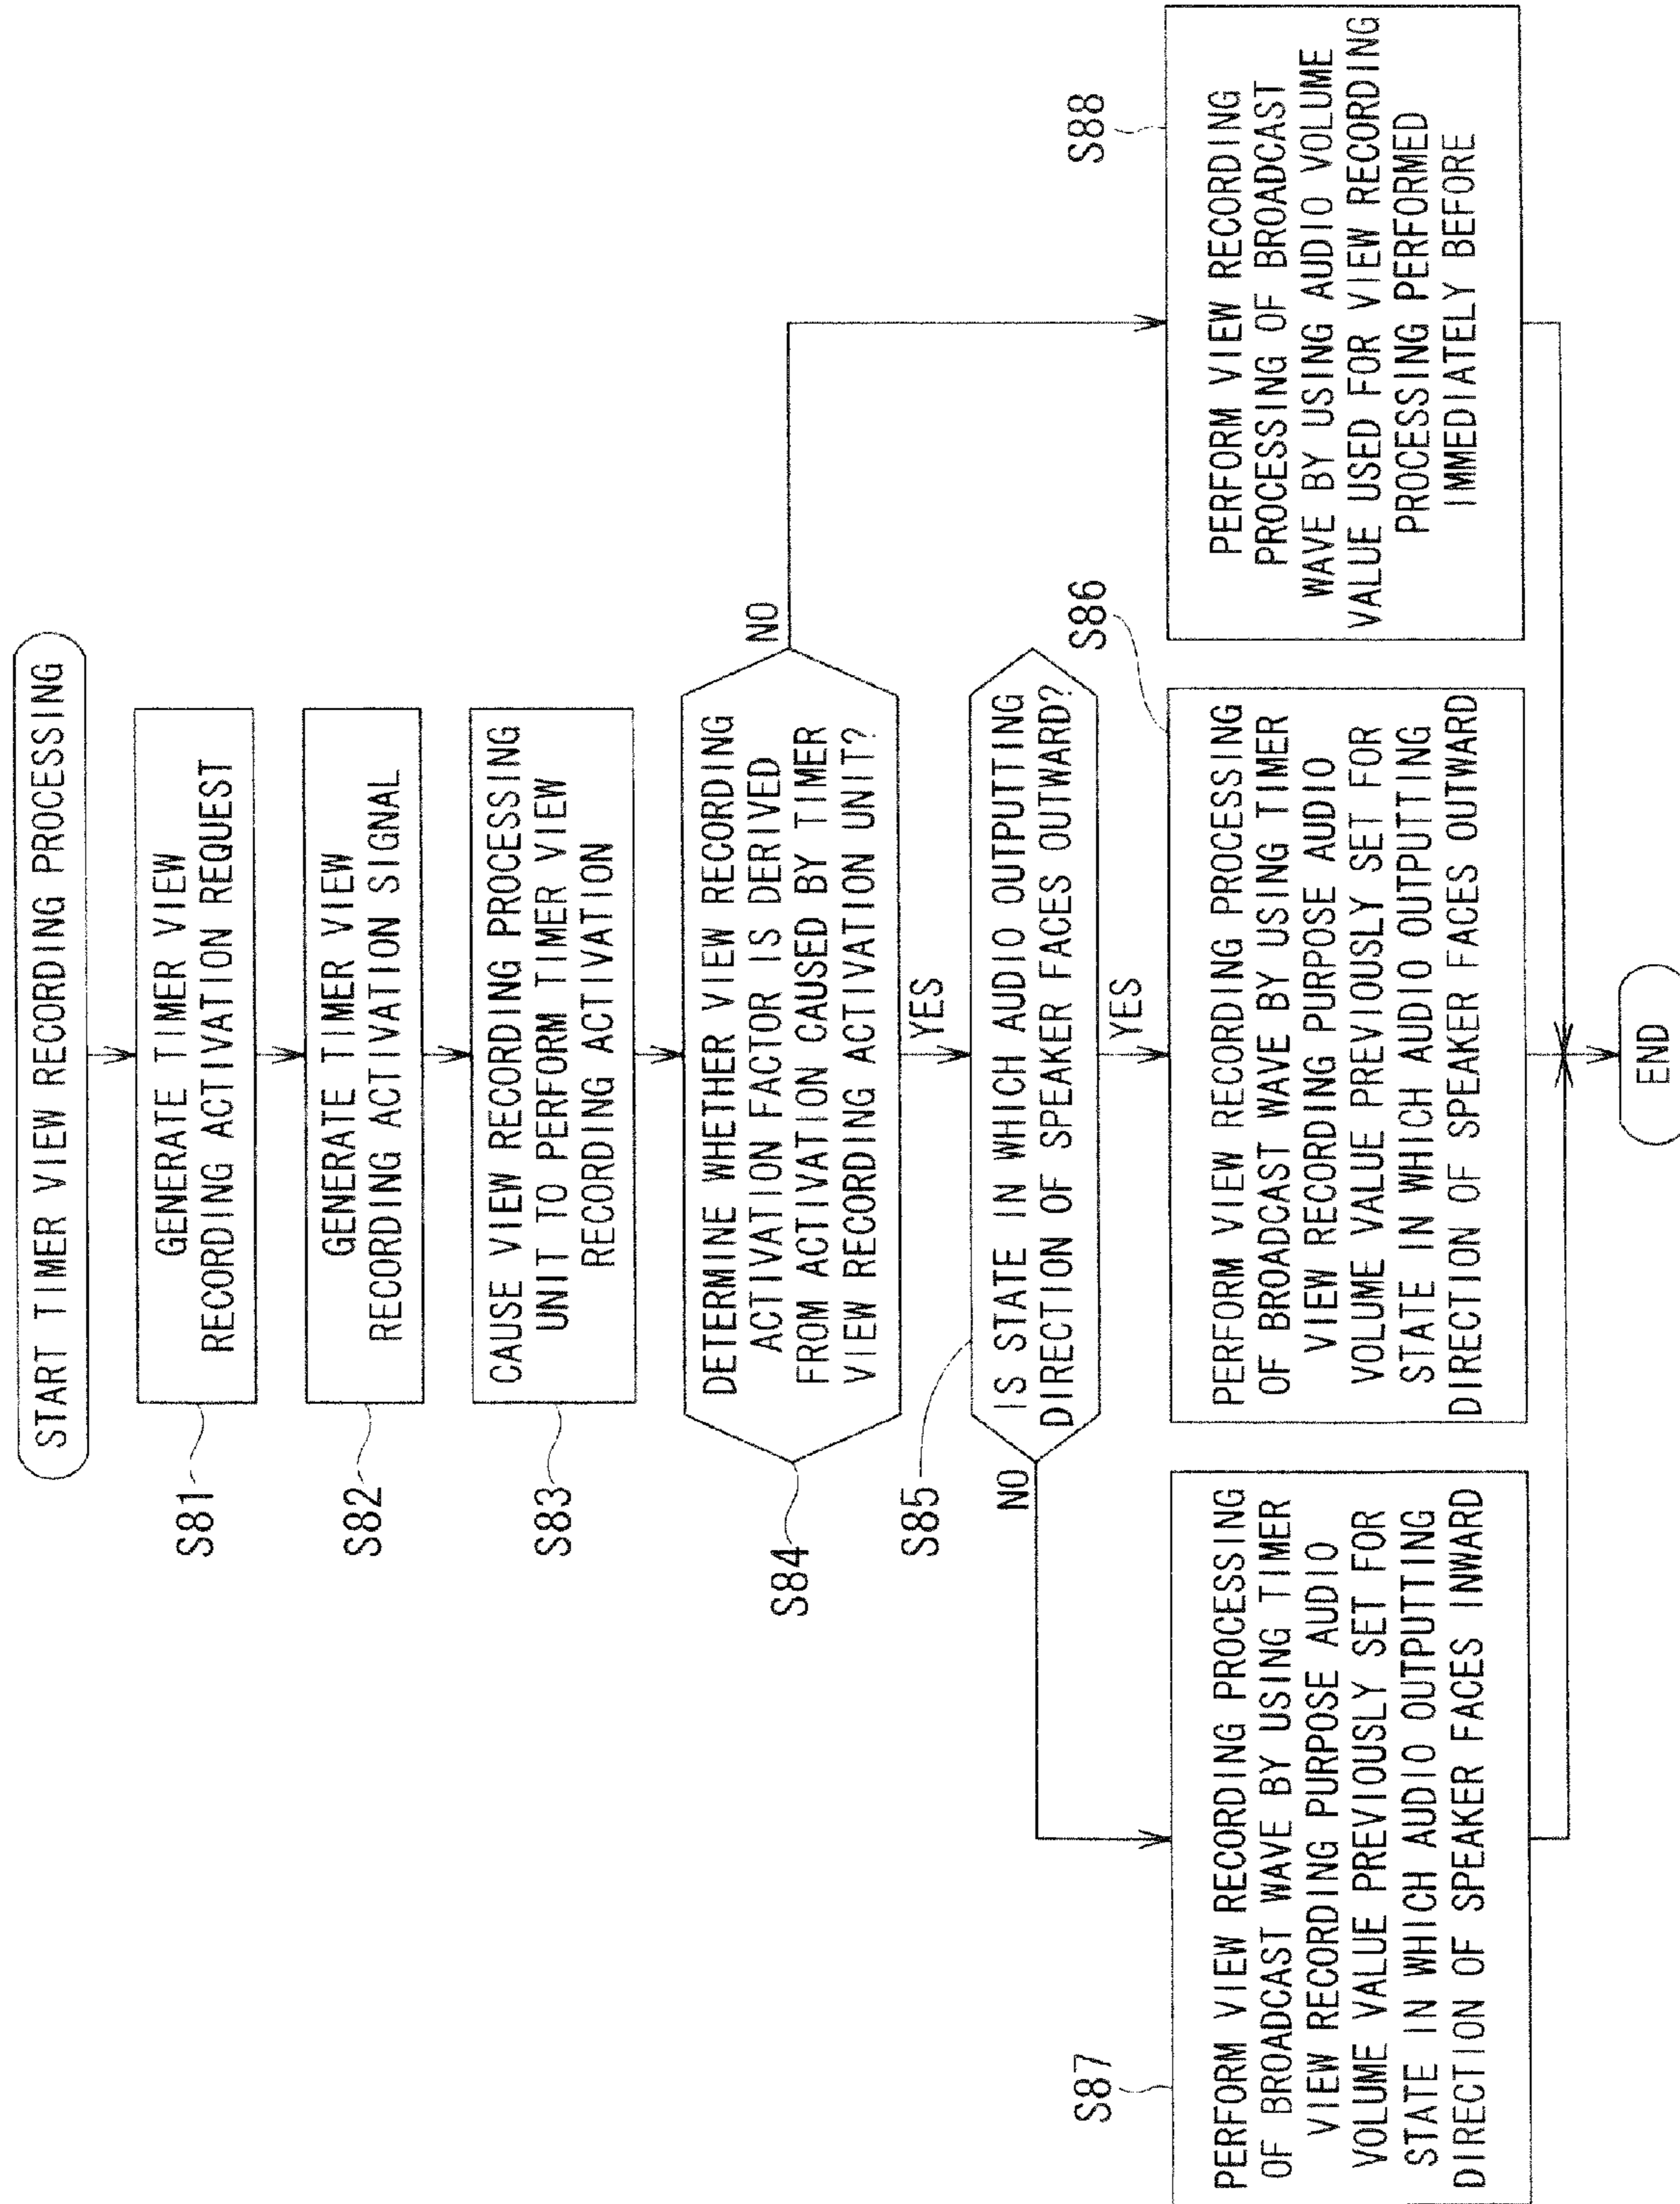 START TIMER VIEW RECORDING PROCESSING
S81
GENERATE TIMER VIEW
RECORDING ACTIVATION REQUEST
S82
GENERATE TIMER VIEW
RECORDING ACTIVATION SIGNAL
S83
CAUSE VIEW RECORDING PROCESSING
UNIT TO PERFORM TIMER VIEW
RECORDING ACTIVATION
S84
DETERMINE WHETHER VIEW RECORDING
ACTIVATION FACTOR IS DERIVED
FROM ACTIVATION CAUSED BY TIMER
VIEW RECORDING ACTIVATION UNIT?
NO
YES
S85
IS STATE IN WHICH AUDIO OUTPUTTING
DIRECTION OF SPEAKER FACES OUTWARD?
NO
YES
S87
PERFORM VIEW RECORDING PROCESSING
OF BROADCAST WAVE BY USING TIMER
VIEW RECORDING PURPOSE AUDIO
VOLUME VALUE PREVIOUSLY SET FOR
STATE IN WHICH AUDIO OUTPUTTING
DIRECTION OF SPEAKER FACES INWARD
S86
PERFORM VIEW RECORDING PROCESSING
OF BROADCAST WAVE BY USING TIMER
VIEW RECORDING PURPOSE AUDIO
VOLUME VALUE PREVIOUSLY SET FOR
STATE IN WHICH AUDIO OUTPUTTING
DIRECTION OF SPEAKER FACES OUTWARD
S88
PERFORM VIEW RECORDING
PROCESSING OF BROADCAST
WAVE BY USING AUDIO VOLUME
VALUE USED FOR VIEW RECORDING
PROCESSING PERFORMED
IMMEDIATELY BEFORE
END